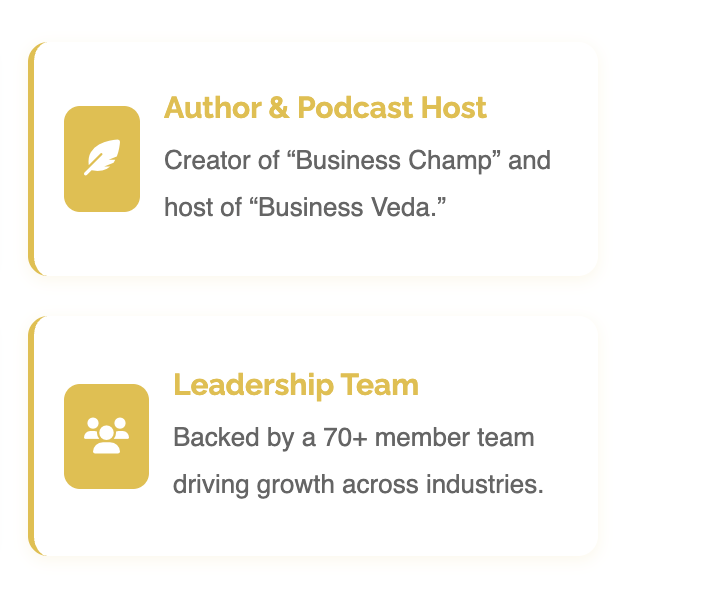 Author & Podcast Host
Creator of “Business Champ” and
host of “Business Veda.”
Leadership Team
Backed by a 70+ member team
driving growth across industries.